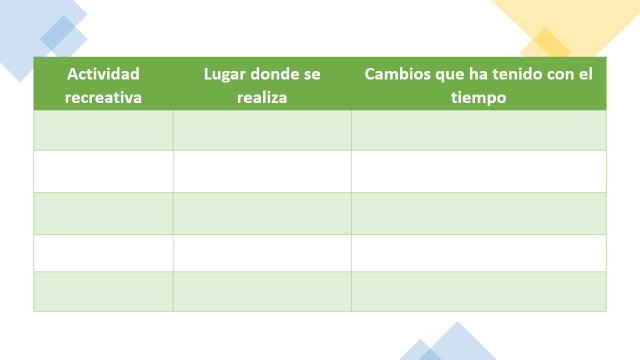 Actividad
recreativa
Lugar donde se
realiza
Cambios que ha tenido con el
tiempo